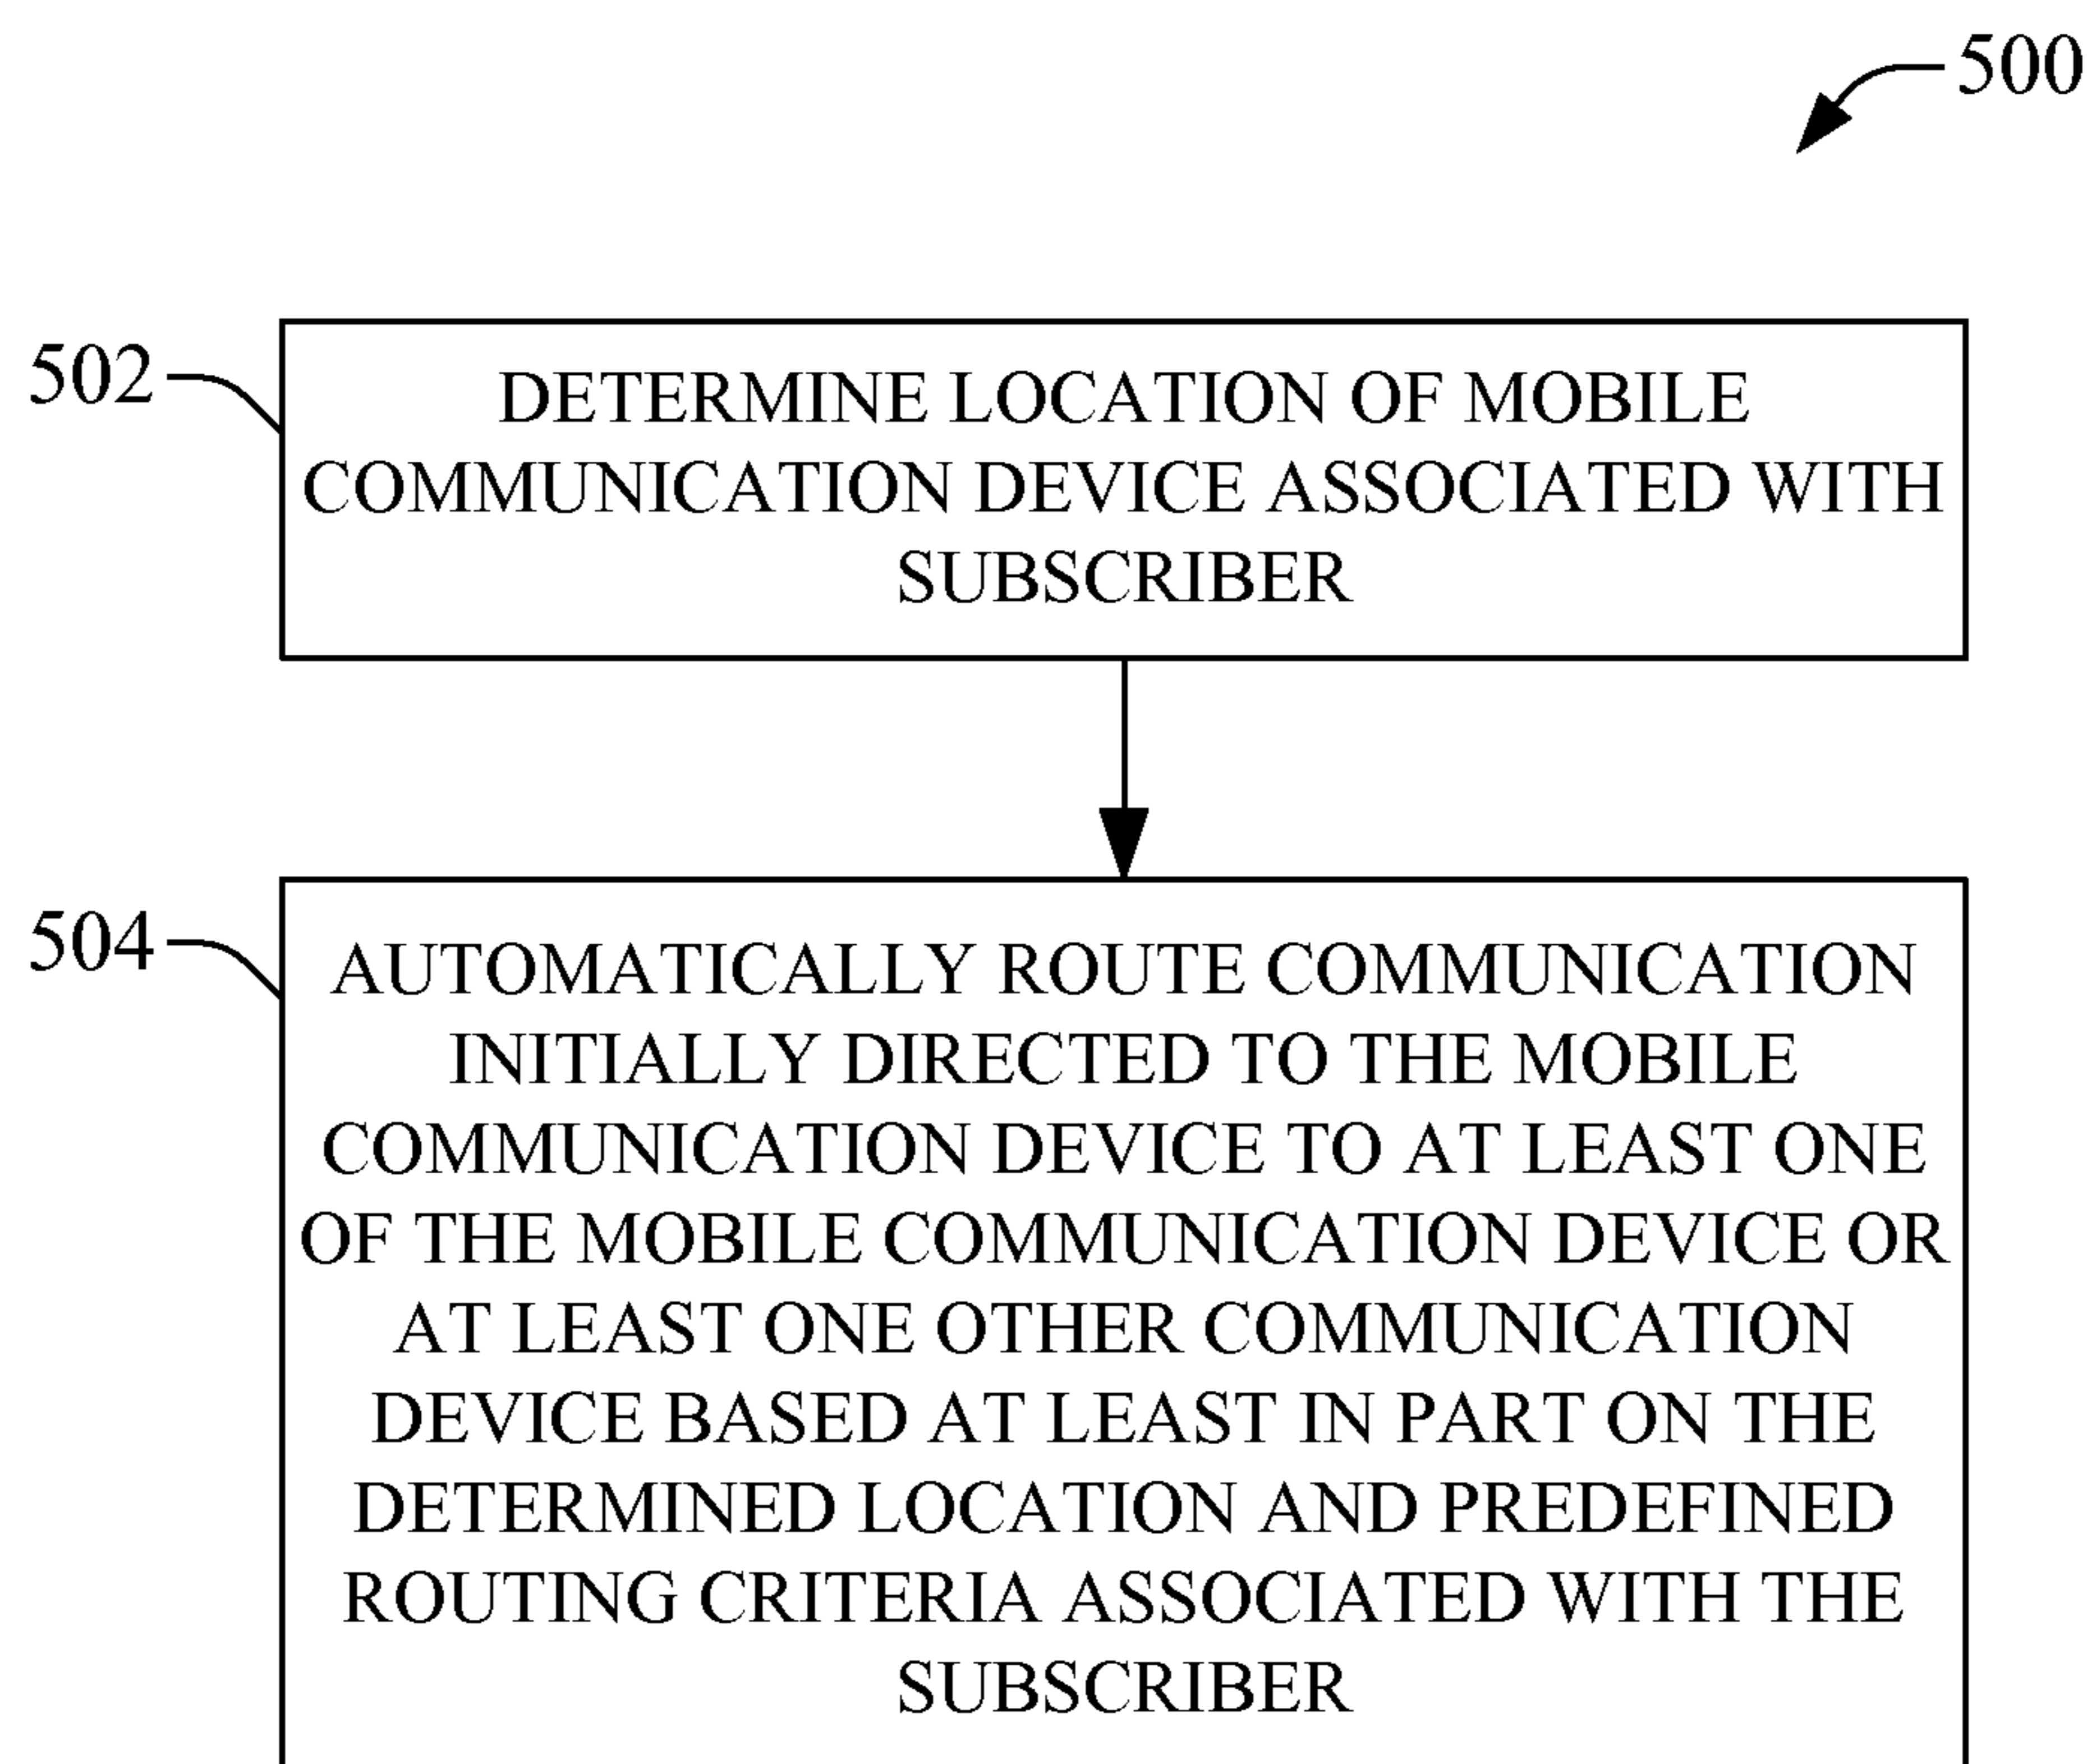 500
502
DETERMINE LOCATION OF MOBILE
COMMUNICATION DEVICE ASSOCIATED WITH
SUBSCRIBER
504
AUTOMATICALLY ROUTE COMMUNICATION
INITIALLY DIRECTED TO THE MOBILE
COMMUNICATION DEVICE TO AT LEAST ONE
OF THE MOBILE COMMUNICATION DEVICE OR
AT LEAST ONE OTHER COMMUNICATION
DEVICE BASED AT LEAST IN PART ON THE
DETERMINED LOCATION AND PREDEFINED
ROUTING CRITERIA ASSOCIATED WITH THE
SUBSCRIBER